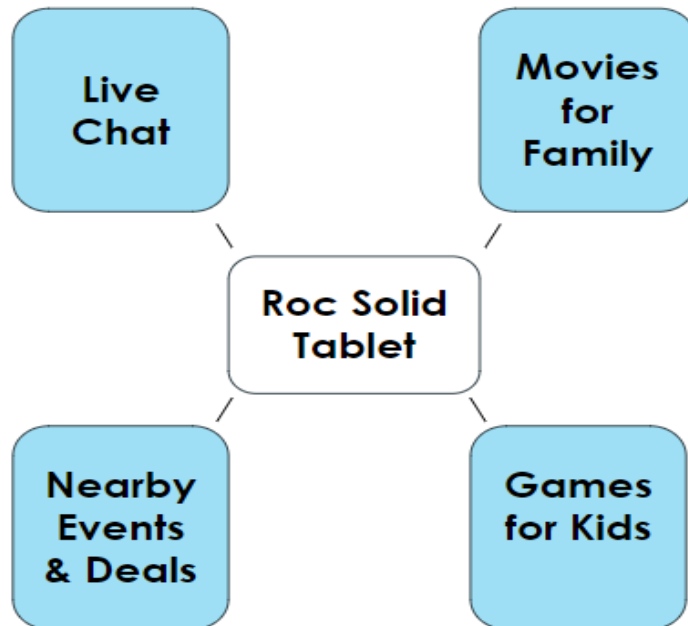 Live
Chat
Movies
for
Family
Roc Solid
Tablet
Nearby
Events
& Deals
Games
for Kids